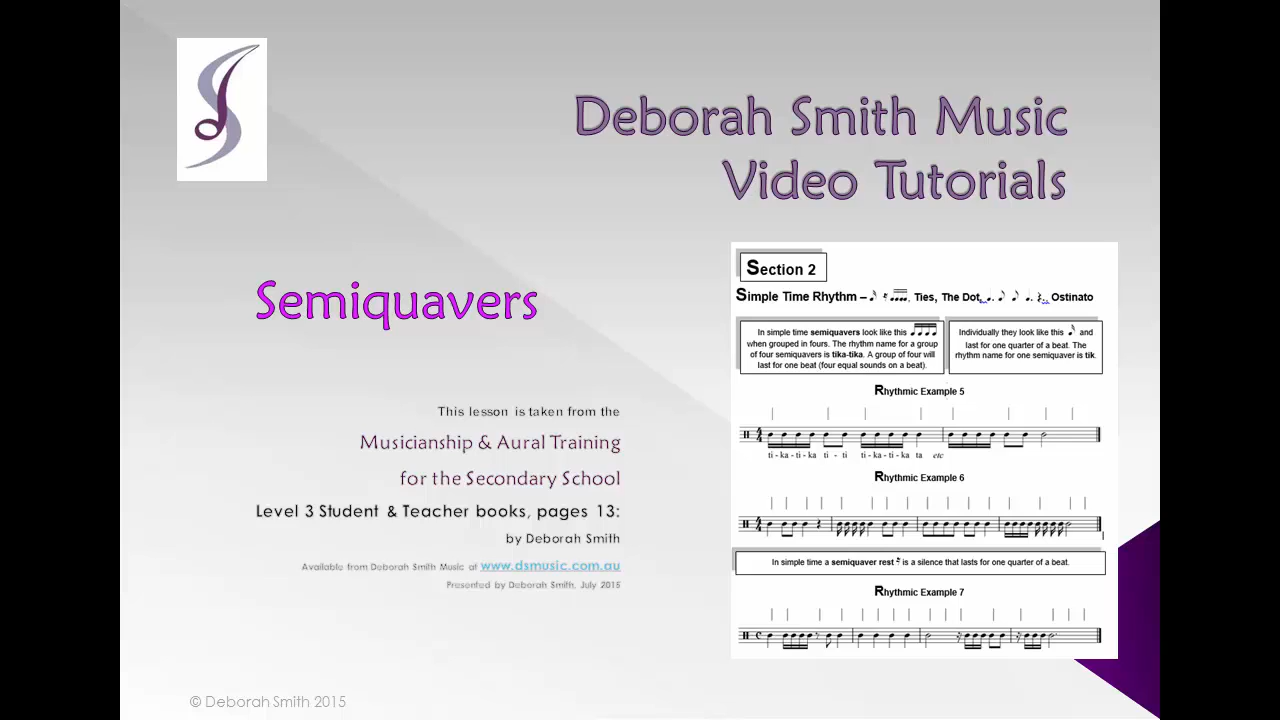 Deborah Smith Music
Video Tutorials
Semiquavers
This lesson is taken from the
Musicianship & Aural Training
for the Secondary School
Level 3 Student & Teacher books, pages 13:
by Deborah Smith
Available from Deborah Smith Music at www.dsmusic.com.au
Presented by Deborah Smith, July 2015
© Deborah Smith 2015
Section 2
Simple Time Rhythm – , Ties, The Dot, Ostinato
In simple time semiquavers look like this
when grouped in fours. The rhythm name for a group
of four semiquavers is tika-tika. A group of four will
last for one beat (four equal sounds on a beat).
Individually they look like this and
last for one quarter of a beat. The
rhythm name for one semiquaver is tik.
Rhythmic Example 5
ti - ka - ti - ka ti - ti ti - ka - ti - ka ta etc
Rhythmic Example 6
In simple time a semiquaver rest is a silence that lasts for one quarter of a beat.
Rhythmic Example 7